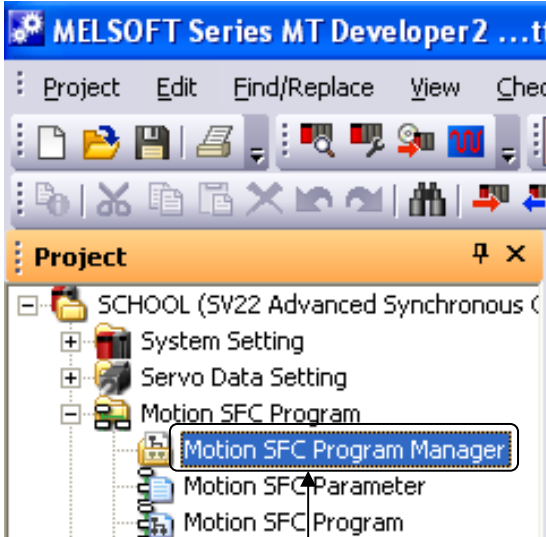 MELSOFT Series MT Developer2 ...
Project Edit Find/Replace View
Project
SCHOOL (SV22 Advanced Synchronous
System Setting
Servo Data Setting
Motion SFC Program
Motion SFC Program Manager
Motion SFC Parameter
Motion SFC Program